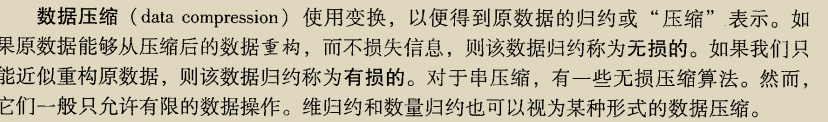 数据压缩（data compression）使用变换，以便得到原数据的归约或“压缩”表示。如
果原数据能够从压缩后的数据重构，而不损失信息，则该数据归约称为无损的。如果我们只
能近似重构原数据，则该数据归约称为有损的。对于串压缩，有一些无损压缩算法。然而，
它们一般只允许有限的数据操作。维归约和数量归约也可以视为某种形式的数据压缩。